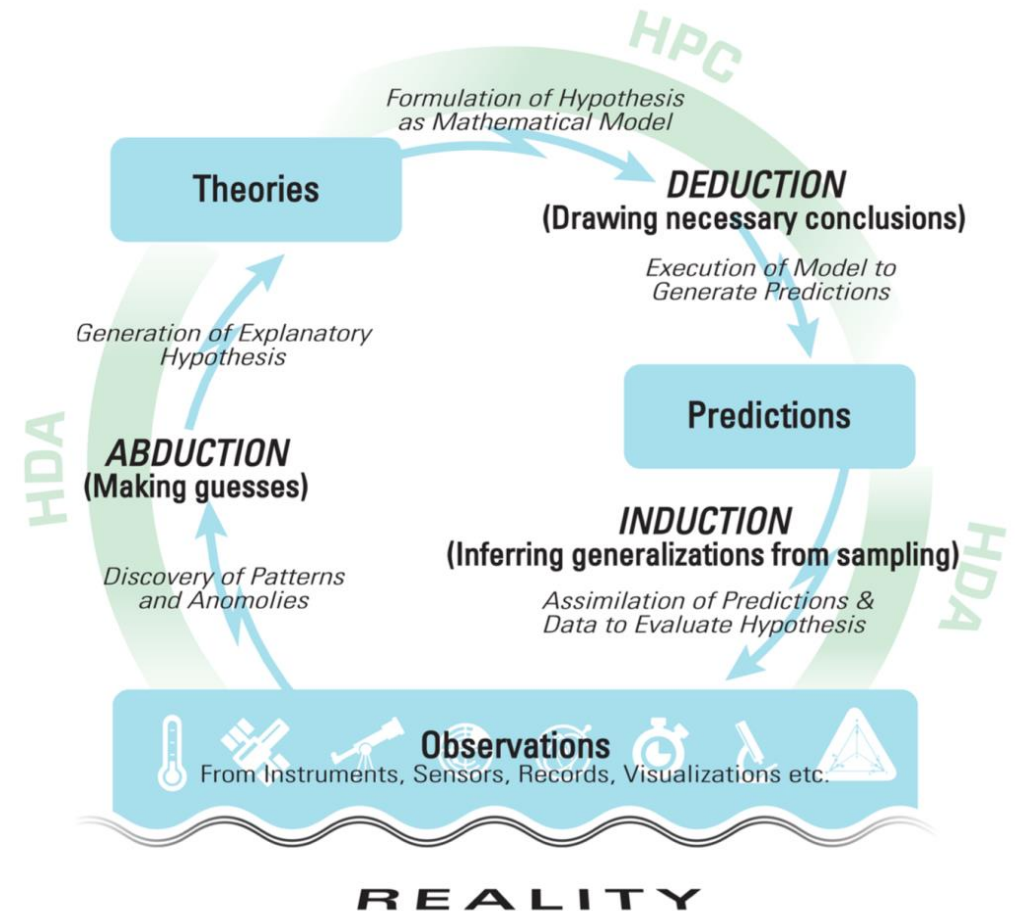 HPC
Formulation of Hypothesis
as Mathematical Model
Theories
DEDUCTION
(Drawing necessary conclusions)
Execution of Model to
Generate Predictions
Generation of Explanatory
Hypothesis
Predictions
HDA
ABDUCTION
(Making guesses)
INDUCTION
(Inferring generalizations from sampling)
HDA
Discovery of Patterns
and Anomolies
Assimilation of Predictions &
Data to Evaluate Hypothesis
Observations
From Instruments, Sensors, Records, Visualizations etc.
REALITY